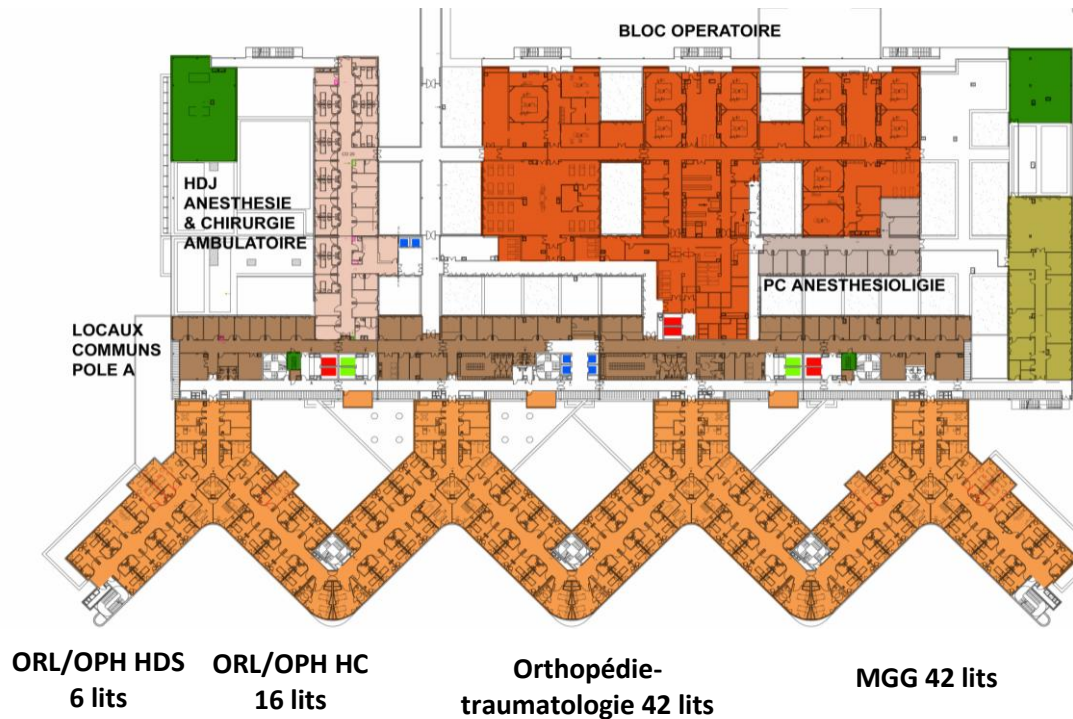 BLOC OPERATOIRE
HDJ
ANESTHESIE
& CHIRURGIE
AMBULATOIRE
PC ANESTHESIOLIGIE
LOCAUX
COMMUNS
POLE A
ORL/OPH HDS
6 lits
ORL/OPH HC
16 lits
Orthopédie-
traumatologie 42 lits
MGG 42 lits